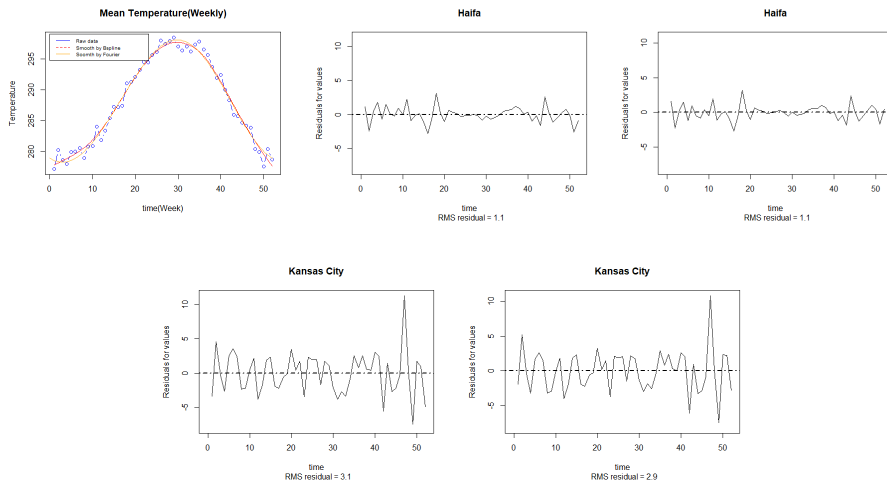 Mean Temperature(Weekly)
Raw data
Smooth by Bspline
Soomth by Fourier
Temperature
280
285
290
295
0
10
20
30
40
50
time(Week)
Haifa
Residuals for values
-5
0
5
10
0
10
20
30
40
50
time
RMS residual = 1.1
Haifa
Residuals for values
-5
0
5
10
0
10
20
30
40
50
time
RMS residual = 1.1
Kansas City
Residuals for values
-5
0
5
10
0
10
20
30
40
50
time
RMS residual = 3.1
Kansas City
Residuals for values
-5
0
5
10
0
10
20
30
40
50
time
RMS residual = 2.9